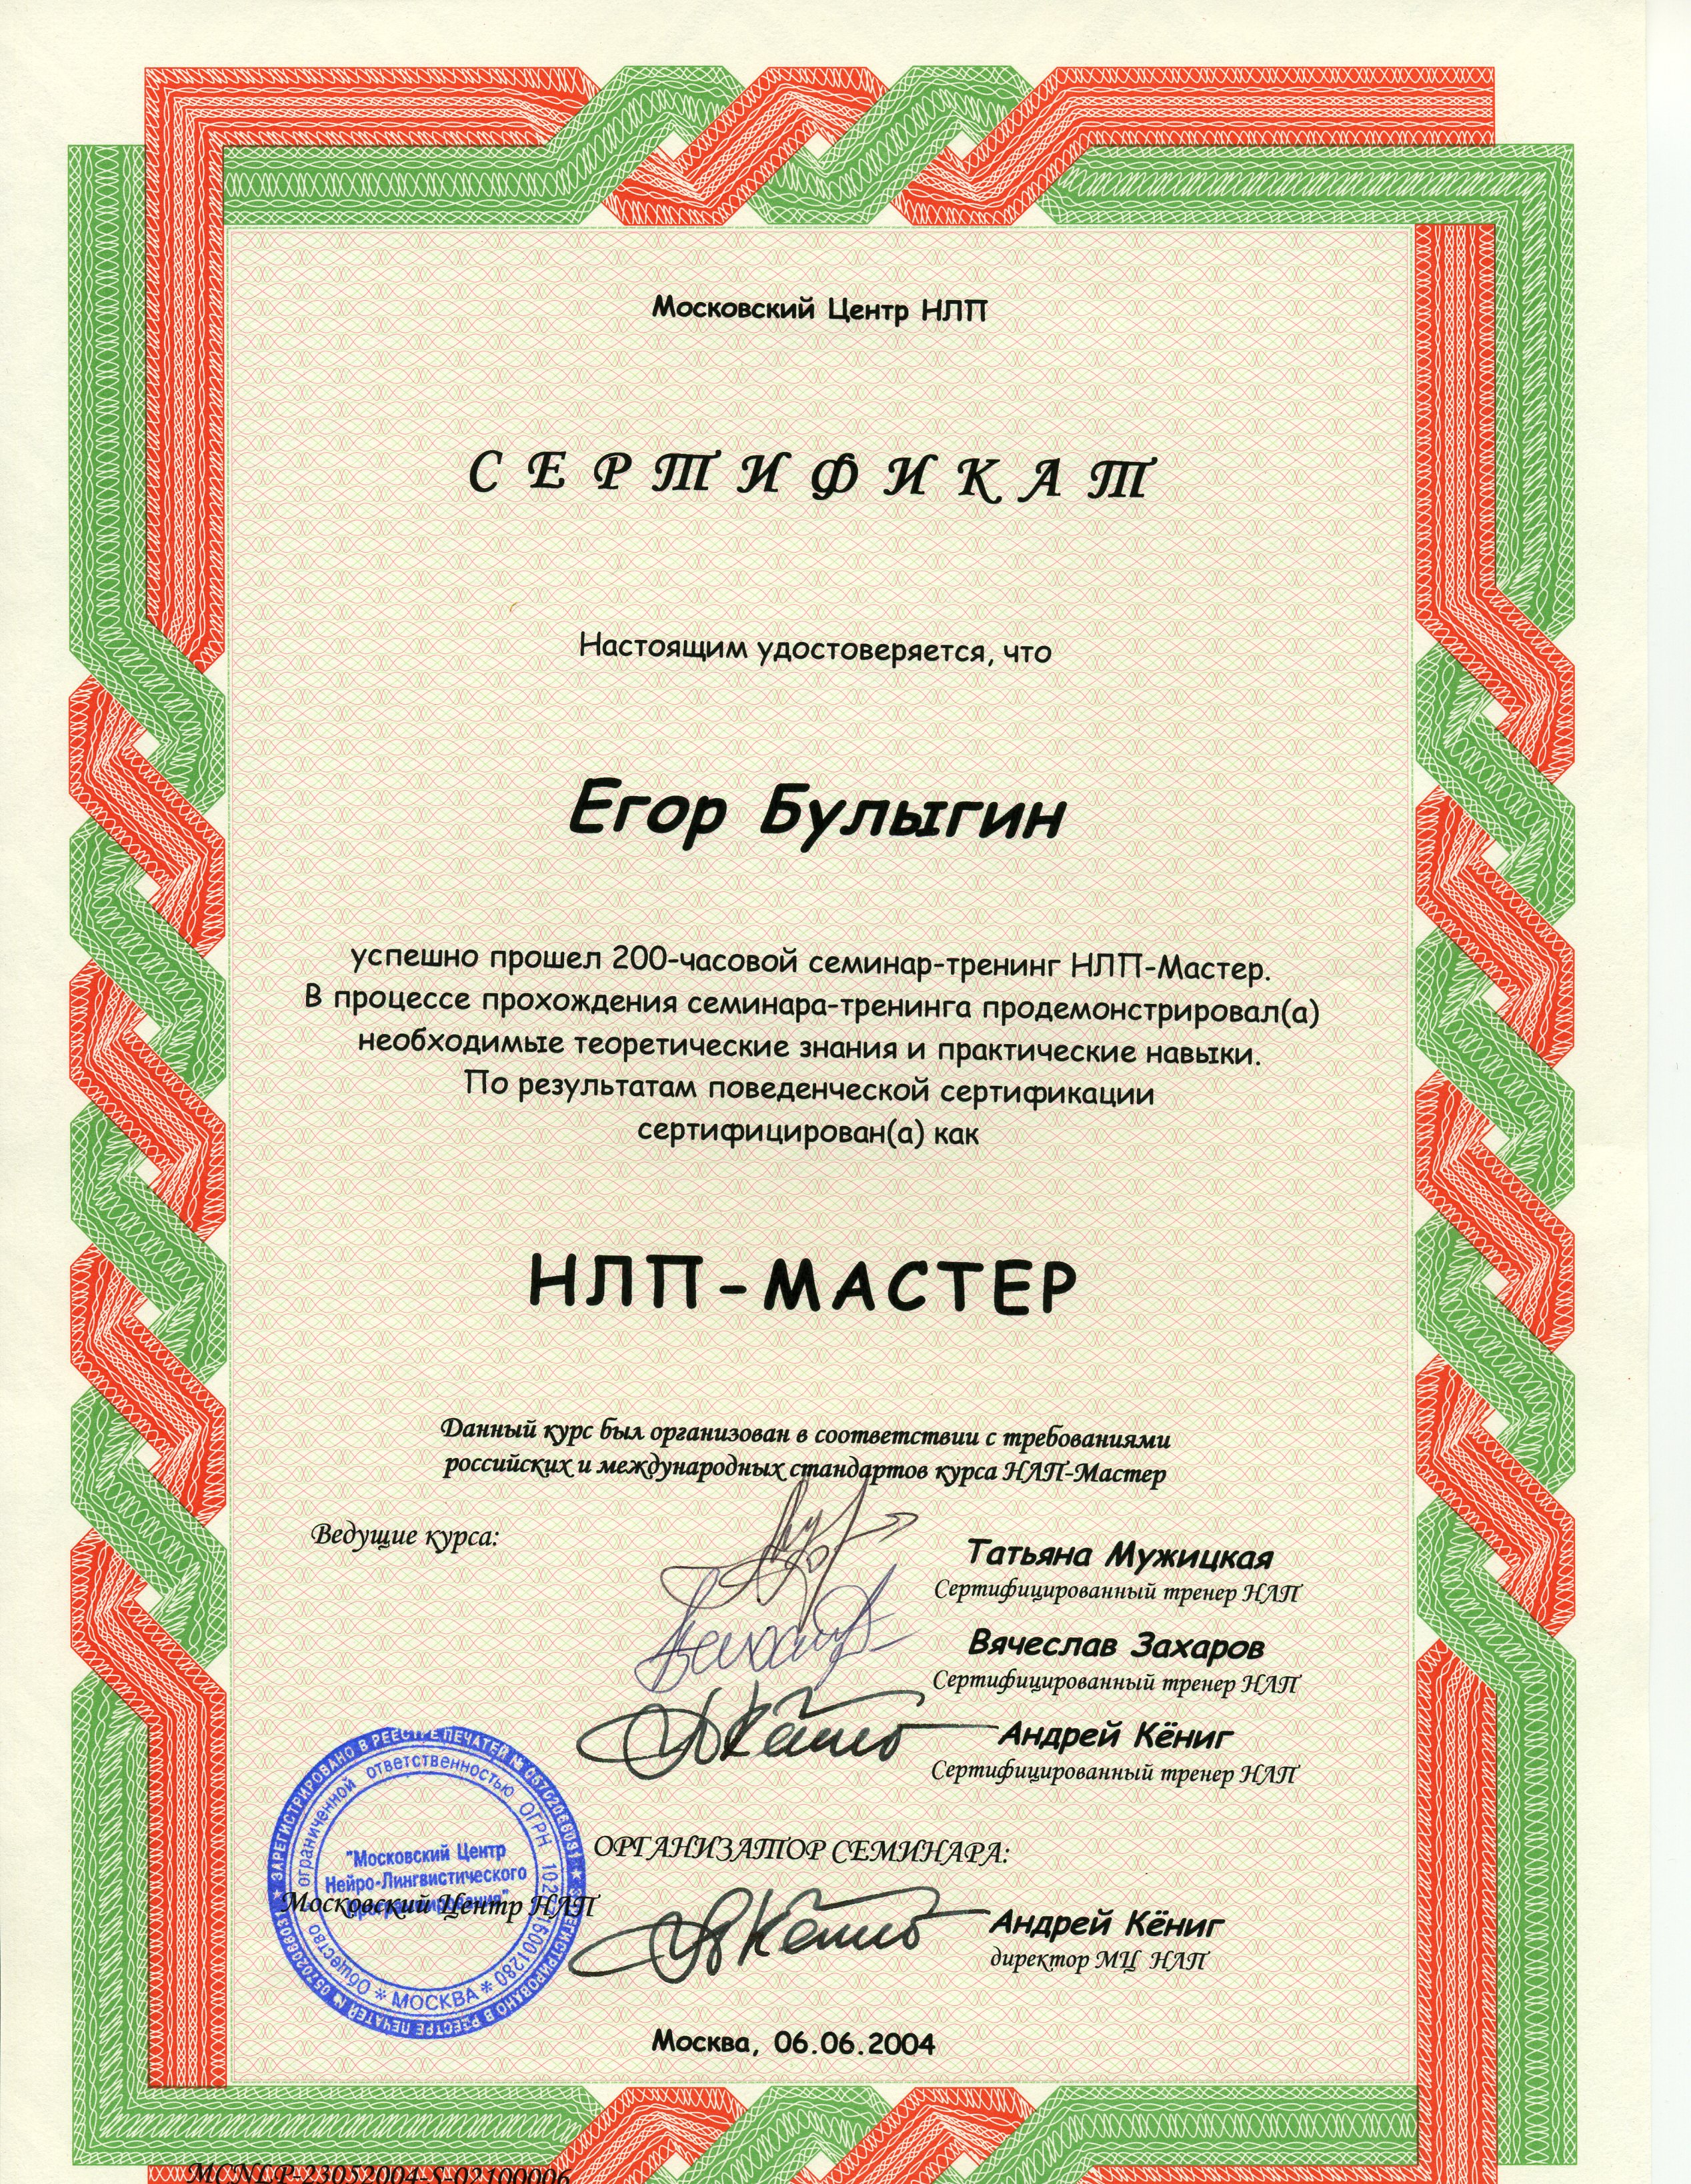 Московский Центр НЛП
СЕРТИФИКАТ
Настоящим удостоверяется, что
Егор Булыгин
успешно прошел 200-часовой семинар-тренинг НЛП-Мастер.
В процессе прохождения семинара-тренинга продемонстрировал(а)
необходимые теоретические знания и практические навыки.
По результатам поведенческой сертификации
сертифицирован(а) как
НЛП-МАСТЕР
Данный курс был организован в соответствии с требованиями
российских и международных стандартов курса НЛП-Мастер
Ведущие курса:
Татьяна Мужицкая
Сертифицированный тренер НЛП
Вячеслав Захаров
Сертифицированный тренер НЛП
Андрей Кёниг
Сертифицированный тренер НЛП
ЗАРЕГИСТРИРОВАНО В РЕЕСТРЕ ПЕЧАТЕЙ
Общество ограниченной ответственностью ОГРН
"Московский Центр
Нейро-Лингвистического
программирования"
* МОСКВА *
ОРГАНИЗАТОР СЕМИНАРА:
Московский Центр НЛП
Андрей Кёниг
директор МЦ НЛП
Москва, 06.06.2004
MCNLP-23052004-S-02100006